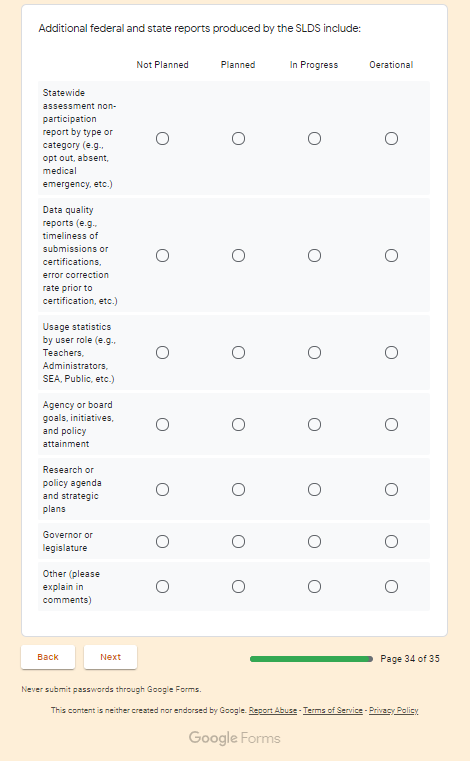 Additional federal and state reports produced by the SLDS include:
Not Planned Planned In Progress Oerational
Statewide
assessment non-
participation
report by type or
category (e.g.,
opt out, absent,
medical
emergency, etc.)
Data quality
reports (e.g.,
timeliness of
submissions or
certifications,
error correction
rate prior to
certification, etc.)
Usage statistics
by user role (e.g.,
Teachers,
Administrators,
SEA, Public, etc.)
Agency or board
goals, initiatives,
and policy
attainment
Research or
policy agenda
and strategic
plans
Governor or
legislature
Other (please
explain in
comments)
Back Next Page 34 of 35
Never submit passwords through Google Forms.
This content is neither created nor endorsed by Google. Report Abuse - Terms of Service - Privacy Policy
Google Forms